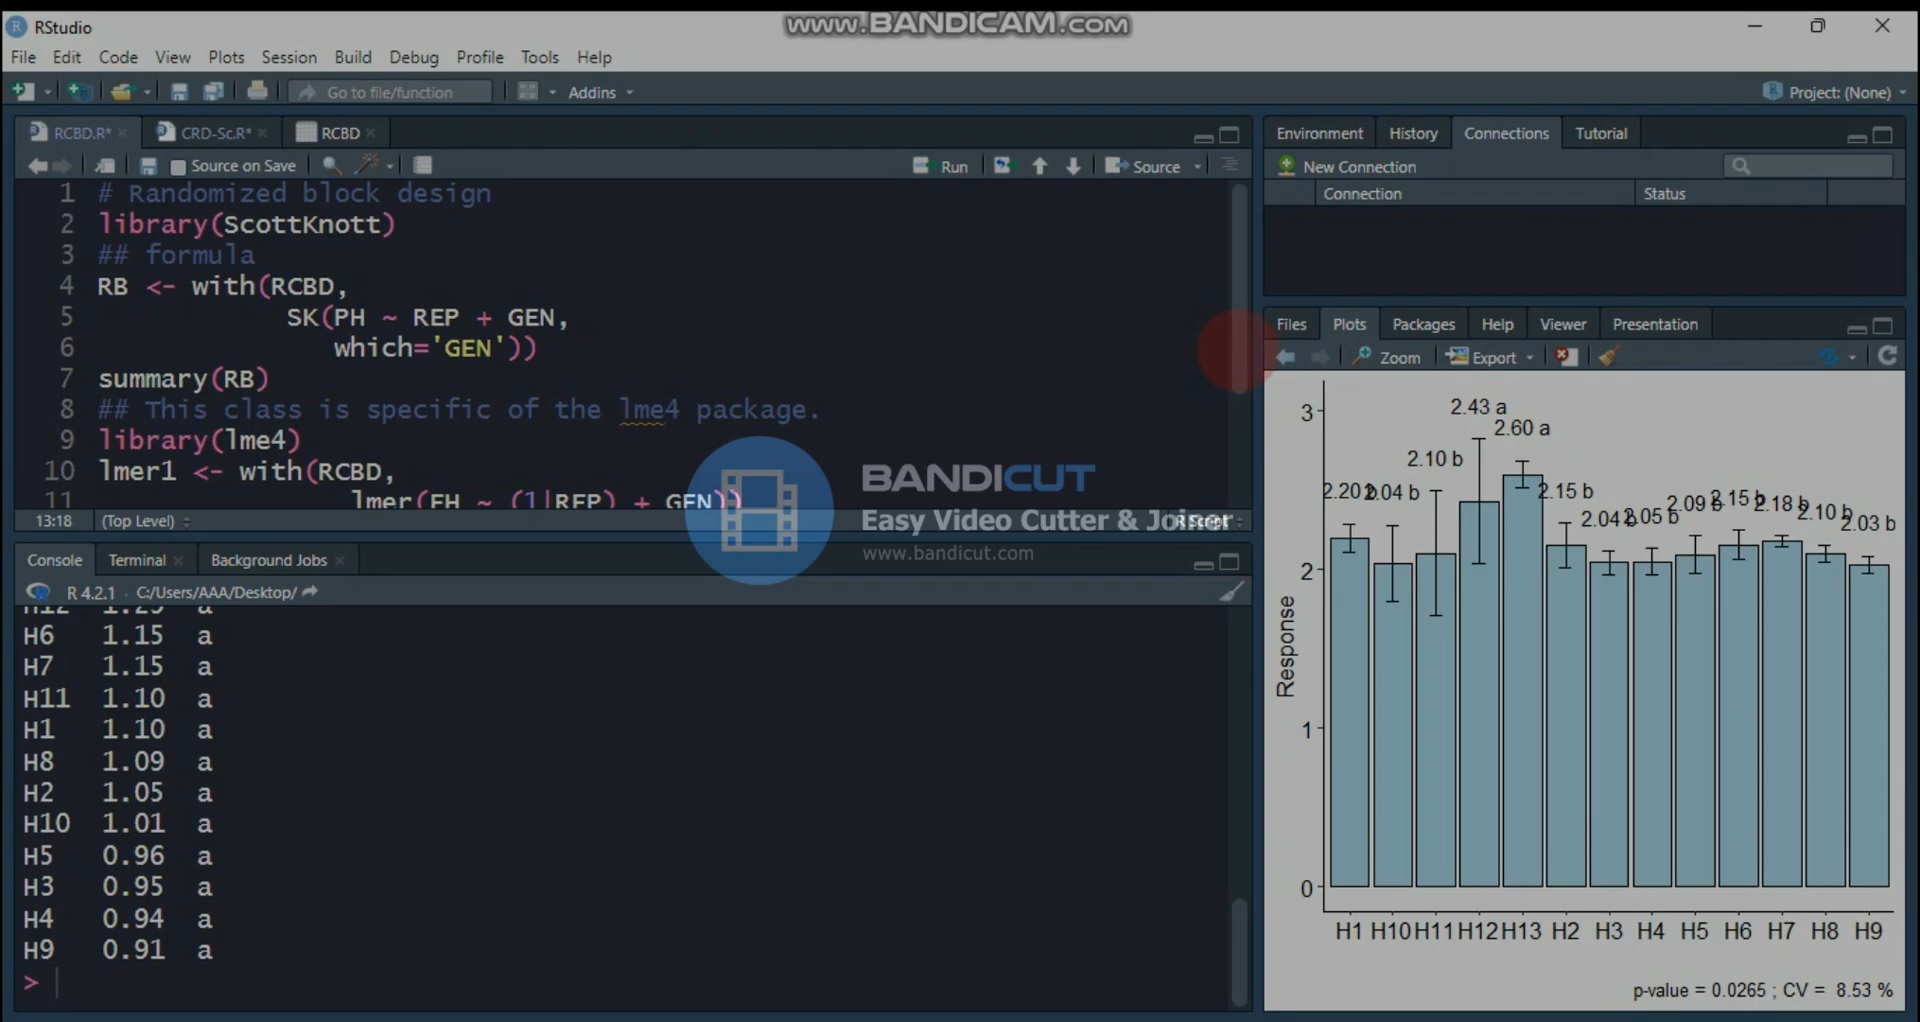 www.BANDICAM.com
RStudio
File Edit Code View Plots Session Build Debug Profile Tools Help
Go to file/function Addins Project: (None)
RCBD.R* CRD-Sc.R* RCBD
Source on Save Run Source
1 # Randomized block design
2 library(ScottKnott)
3 ## formula
4 RB <- with(RCBD,
5 SK(PH ~ REP + GEN,
6 which='GEN'))
7 summary(RB)
8 ## This class is specific of the lme4 package.
9 library(lme4)
10 lmer1 <- with(RCBD,
11 lmer(EH ~ (1|REP) + GEN))
13:18 (Top Level) R Script
BANDICUT
Easy Video Cutter & Joiner
www.bandicut.com
Console Terminal Background Jobs
R 4.2.1 · C:/Users/AAA/Desktop/
H6 1.15 a
H7 1.15 a
H11 1.10 a
H1 1.10 a
H8 1.09 a
H2 1.05 a
H10 1.01 a
H5 0.96 a
H3 0.95 a
H4 0.94 a
H9 0.91 a
>
Environment History Connections Tutorial
New Connection
Connection Status
Files Plots Packages Help Viewer Presentation
Zoom Export
3
2
1
0
Response
2.20 b 2.04 b 2.10 b 2.43 a 2.60 a 2.15 b 2.04 b 2.05 b 2.09 b 2.15 b 2.18 b 2.10 b 2.03 b
H1 H10 H11 H12 H13 H2 H3 H4 H5 H6 H7 H8 H9
p-value = 0.0265 ; CV = 8.53 %